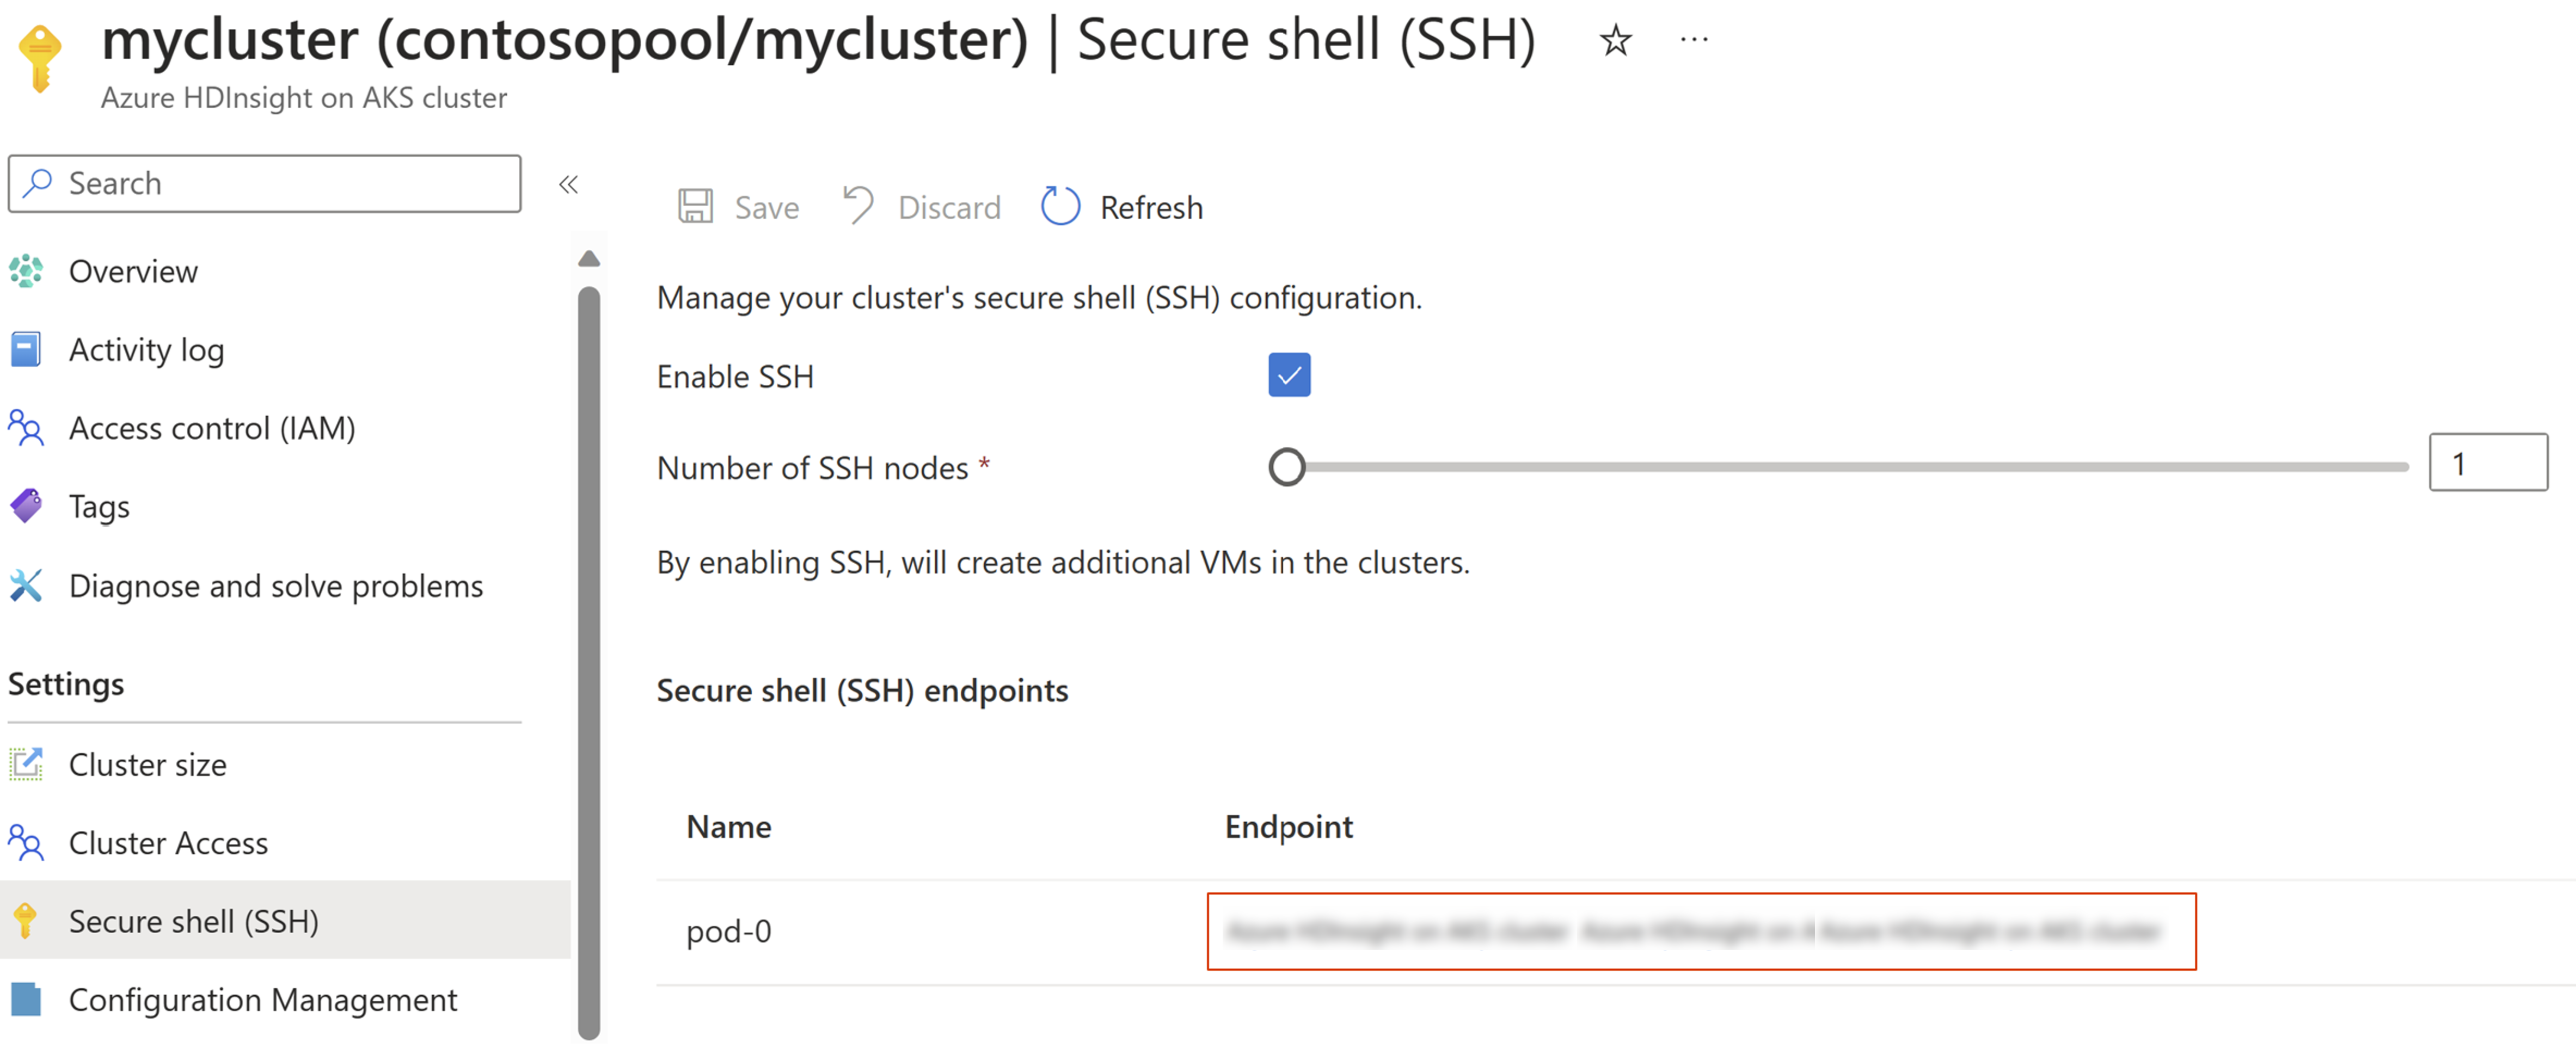 mycluster (contosopool/mycluster) | Secure shell (SSH)
Azure HDInsight on AKS cluster
Search
Overview
Activity log
Access control (IAM)
Tags
Diagnose and solve problems
Settings
Cluster size
Cluster Access
Secure shell (SSH)
Configuration Management
Save Discard Refresh
Manage your cluster's secure shell (SSH) configuration.
Enable SSH
Number of SSH nodes * 1
By enabling SSH, will create additional VMs in the clusters.
Secure shell (SSH) endpoints
Name Endpoint
pod-0